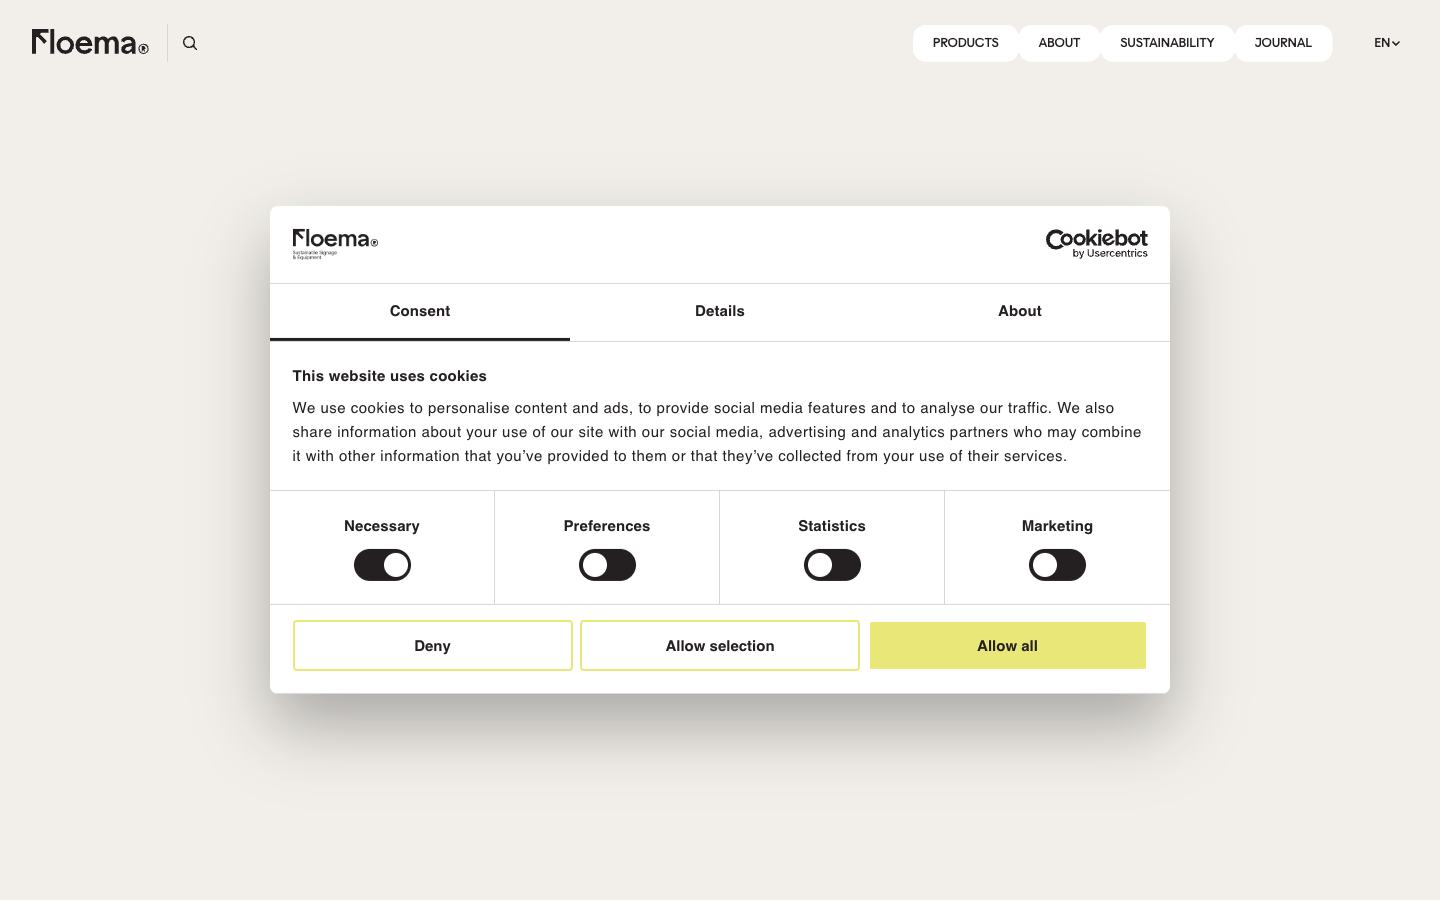 Floema®
PRODUCTS
ABOUT
SUSTAINABILITY
JOURNAL
EN
Floema®
Sustainable Signage
& Equipment
Cookiebot
by Usercentrics
Consent
Details
About
This website uses cookies
We use cookies to personalise content and ads, to provide social media features and to analyse our traffic. We also
share information about your use of our site with our social media, advertising and analytics partners who may combine
it with other information that you’ve provided to them or that they’ve collected from your use of their services.
Necessary
Preferences
Statistics
Marketing
Deny
Allow selection
Allow all